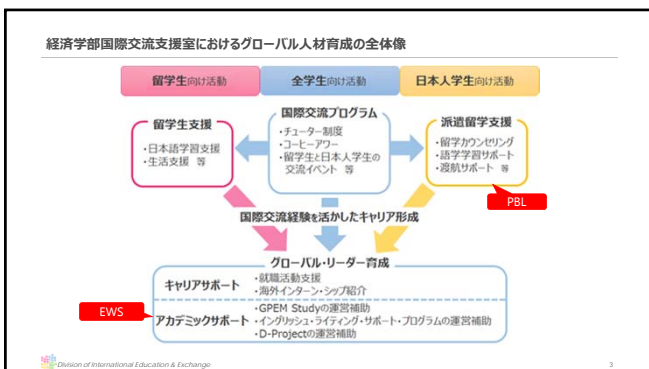 経済学部国際交流支援室におけるグローバル人材育成の全体像
留学生向け活動
全学生向け活動
日本人学生向け活動
留学生支援
・日本語学習支援
・生活支援 等
国際交流プログラム
・チューター制度
・コーヒーアワー
・留学生と日本人学生の
交流イベント 等
派遣留学支援
・留学カウンセリング
・語学学習サポート
・渡航サポート 等
PBL
国際交流経験を活かしたキャリア形成
グローバル・リーダー育成
キャリアサポート
・就職活動支援
・海外インターン・シップ紹介
EWS
アカデミックサポート
・GPEM Studyの運営補助
・イングリッシュ・ライティング・サポート・プログラムの運営補助
・D-Projectの運営補助
Division of International Education & Exchange
3